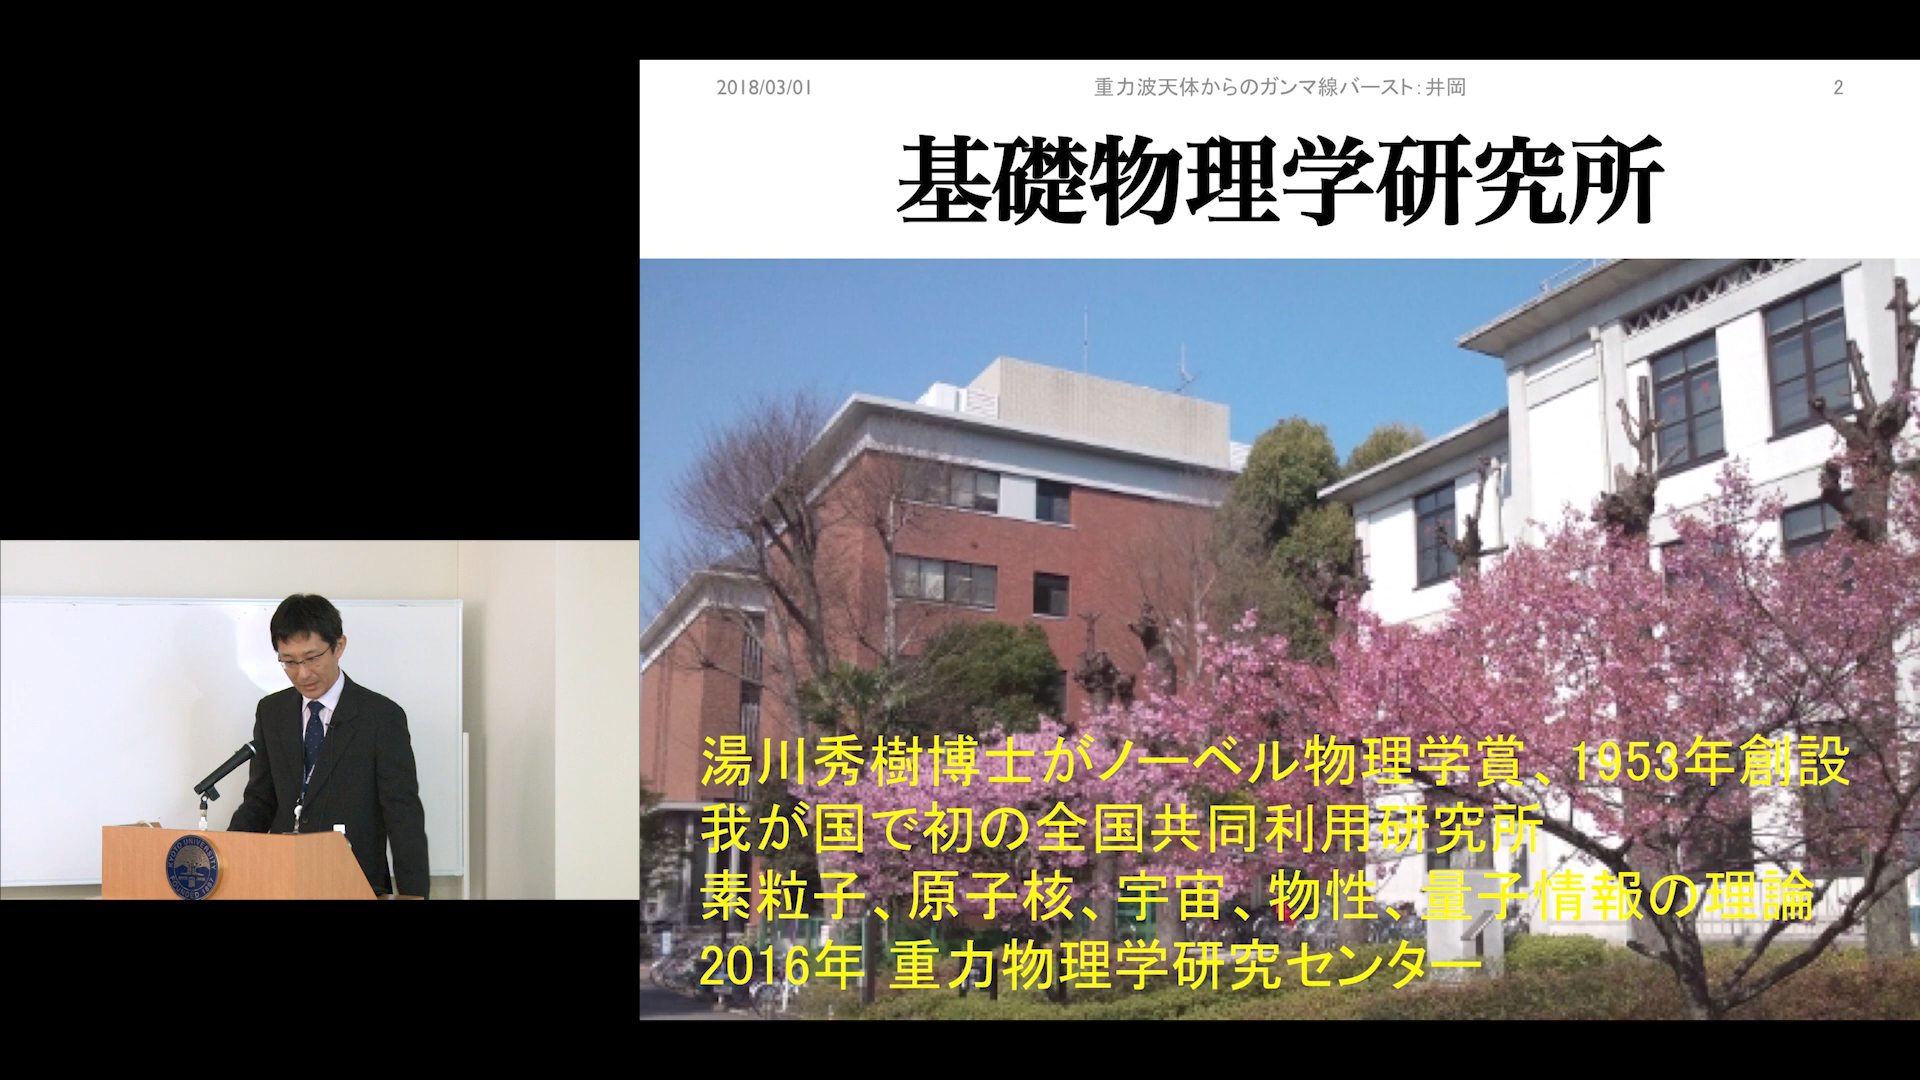 2018/03/01
重力波天体からのガンマ線バースト：井岡
2
基礎物理学研究所
湯川秀樹博士がノーベル物理学賞、1953年創設
我が国で初の全国共同利用研究所
素粒子、原子核、宇宙、物性、量子情報の理論
2016年 重力物理学研究センター
KYOTO UNIVERSITY
FOUNDED 1897